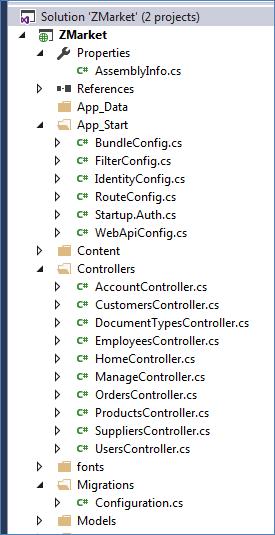 Solution 'ZMarket' (2 projects)
ZMarket
Properties
AssemblyInfo.cs
References
App_Data
App_Start
C# BundleConfig.cs
C# FilterConfig.cs
C# IdentityConfig.cs
C# RouteConfig.cs
C# Startup.Auth.cs
C# WebApiConfig.cs
Content
Controllers
C# AccountController.cs
C# CustomersController.cs
C# DocumentTypesController.cs
C# EmployeesController.cs
C# HomeController.cs
C# ManageController.cs
C# OrdersController.cs
C# ProductsController.cs
C# SuppliersController.cs
C# UsersController.cs
fonts
Migrations
C# Configuration.cs
Models